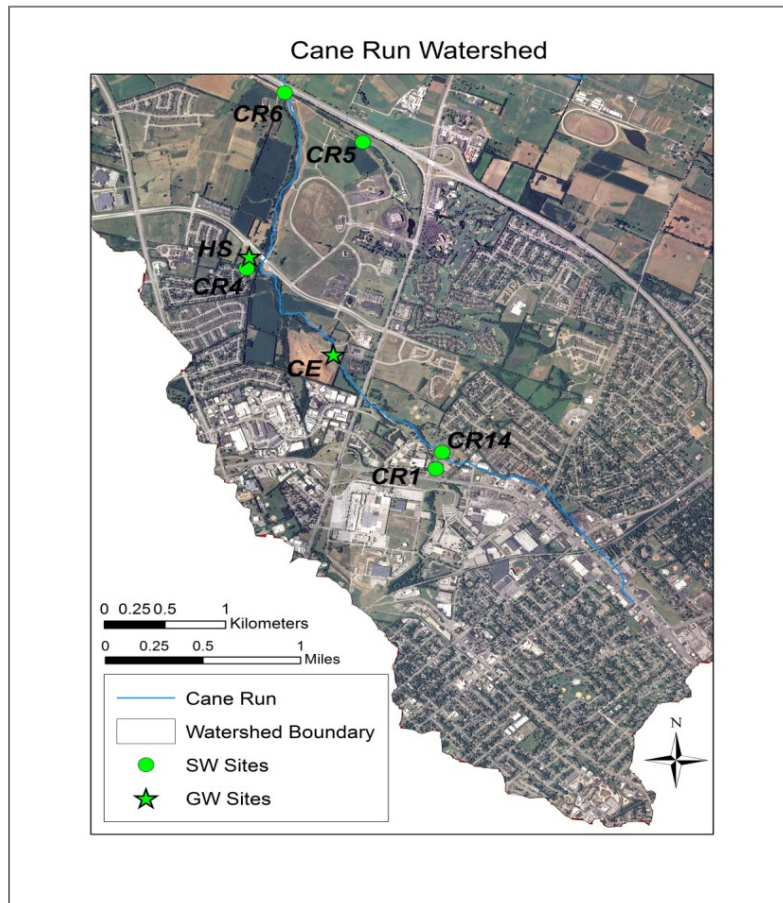 Cane Run Watershed
CR6
CR5
HS
CR4
CE
CR14
CR1
0 0.25 0.5 1
Kilometers
0 0.25 0.5 1
Miles
Cane Run
Watershed Boundary
SW Sites
GW Sites
N